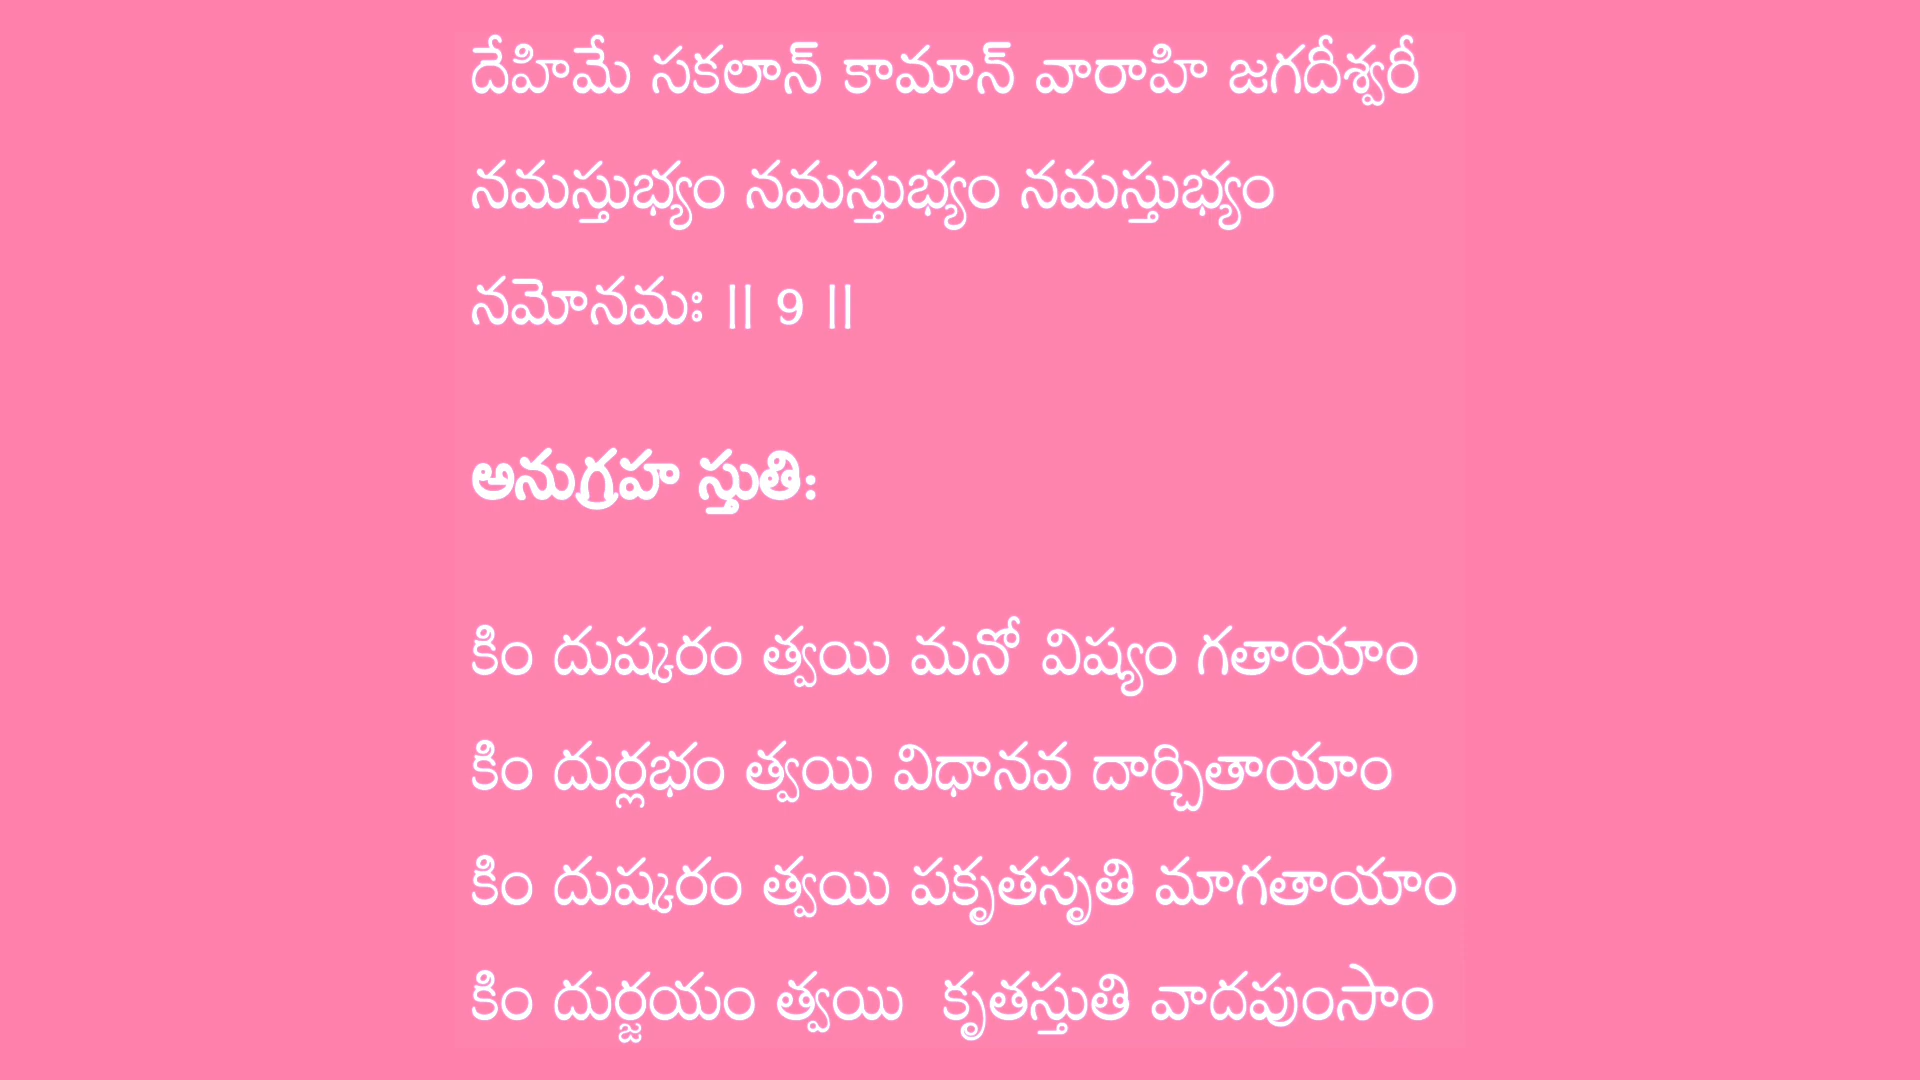 దేహిమే సకలాన్ కామాన్ వారాహి జగదీశ్వరీ
నమస్తుభ్యం నమస్తుభ్యం నమస్తుభ్యం
నమోనమః || 9 ||
అనుగ్రహ స్తుతి:
కిం దుష్కరం త్వయి మనో విష్యం గతాయాం
కిం దుర్లభం త్వయి విధానవ దార్చితాయాం
కిం దుష్కరం త్వయి పకృతసృతి మాగతాయాం
కిం దుర్జయం త్వయి కృతస్తుతి వాదపుంసాం